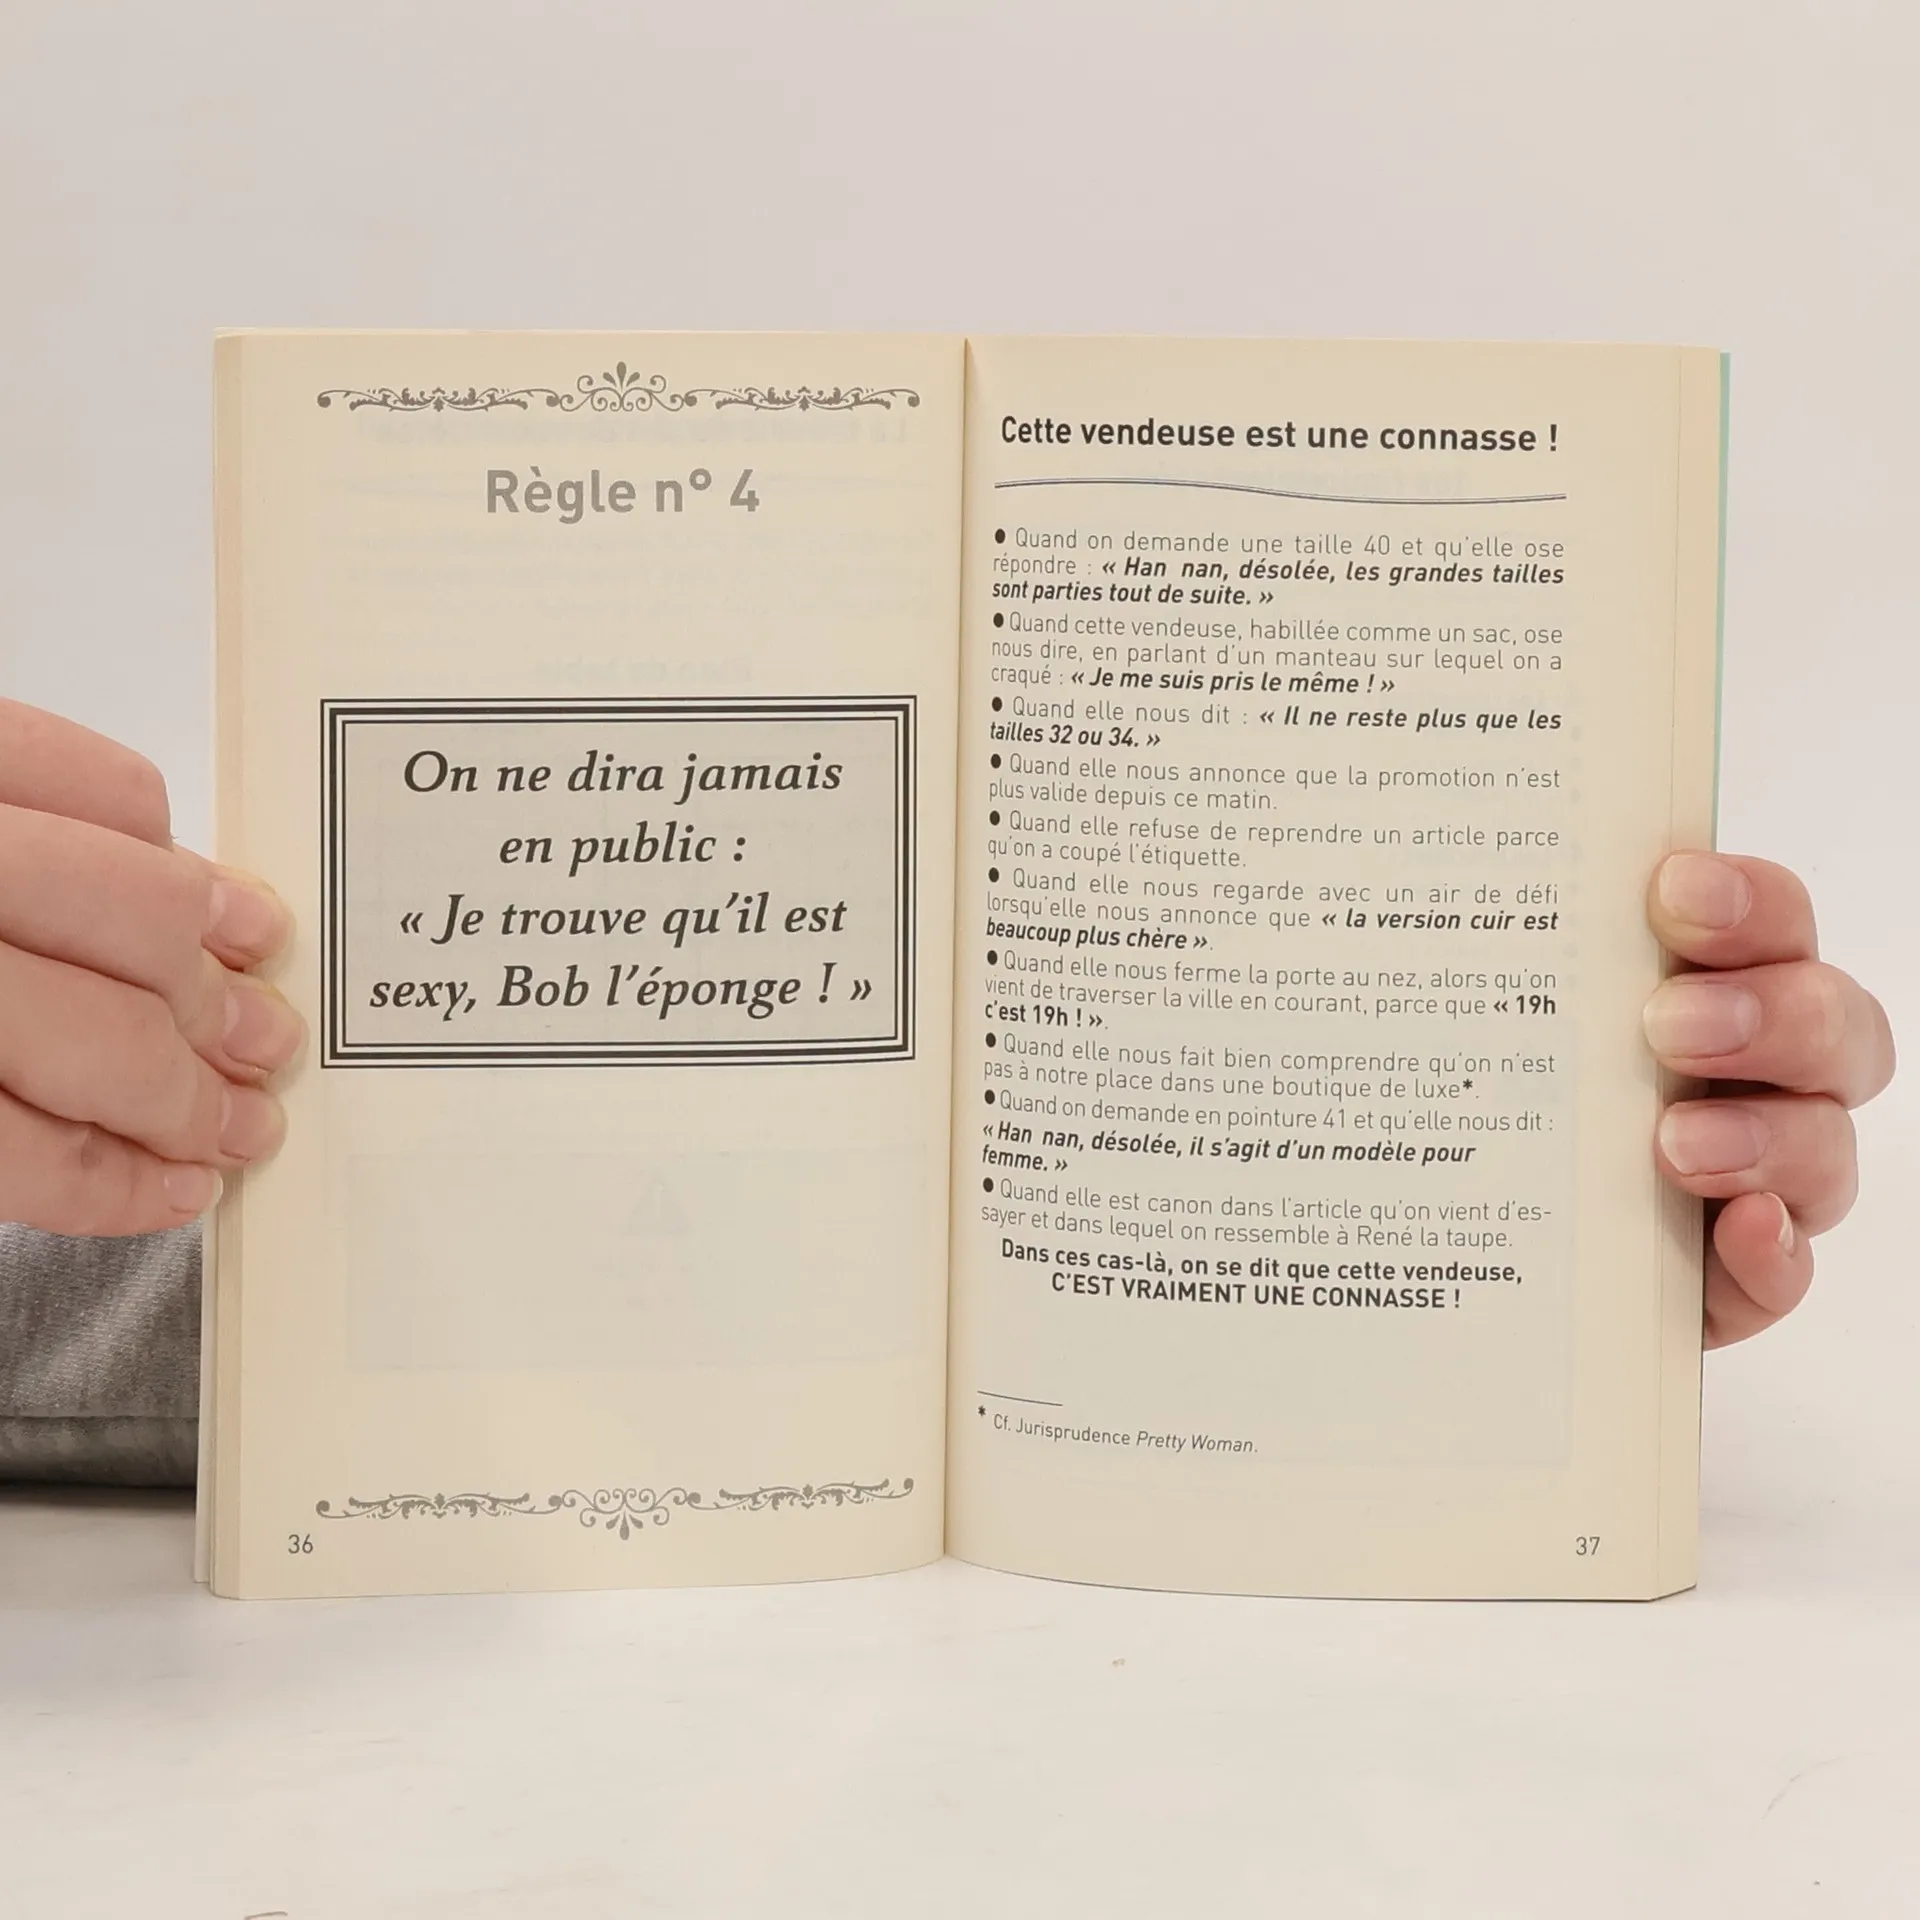 Règle n° 4
On ne dira jamais
en public :
« Je trouve qu'il est
sexy, Bob l'éponge ! »
36
Cette vendeuse est une connasse !
● Quand on demande une taille 40 et qu'elle ose
répondre : « Han nan, désolée, les grandes tailles
sont parties tout de suite. »
● Quand cette vendeuse, habillée comme un sac, ose
nous dire, en parlant d'un manteau sur lequel on a
craqué : « Je me suis pris le même ! »
● Quand elle nous dit : « Il ne reste plus que les
tailles 32 ou 34. »
● Quand elle nous annonce que la promotion n'est
plus valide depuis ce matin.
● Quand elle refuse de reprendre un article parce
qu'on a coupé l'étiquette.
● Quand elle nous regarde avec un air de défi
lorsqu'elle nous annonce que « la version cuir est
beaucoup plus chère ».
● Quand elle nous ferme la porte au nez, alors qu'on
vient de traverser la ville en courant, parce que « 19h
c'est 19h ! ».
● Quand elle nous fait bien comprendre qu'on n'est
pas à notre place dans une boutique de luxe*.
● Quand on demande en pointure 41 et qu'elle nous dit :
« Han nan, désolée, il s'agit d'un modèle pour
femme. »
● Quand elle est canon dans l'article qu'on vient d'es-
sayer et dans lequel on ressemble à René la taupe.
Dans ces cas-là, on se dit que cette vendeuse,
C'EST VRAIMENT UNE CONNASSE !
* Cf. Jurisprudence Pretty Woman.
37